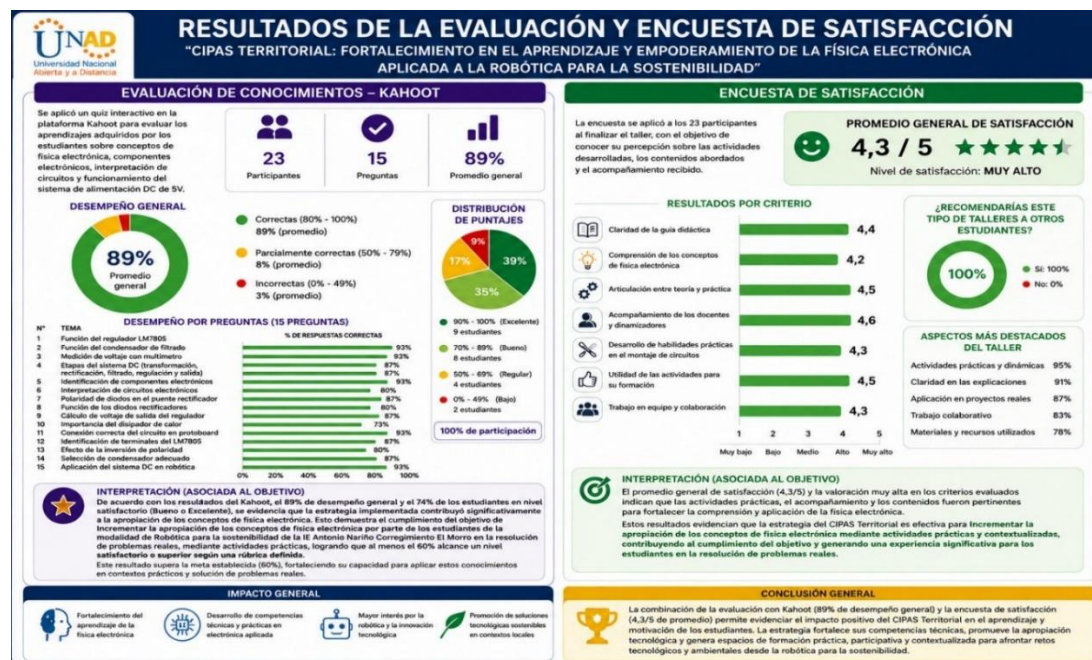 UNAD
Universidad Nacional
Abierta y a Distancia
RESULTADOS DE LA EVALUACIÓN Y ENCUESTA DE SATISFACCIÓN
“CIPAS TERRITORIAL: FORTALECIMIENTO EN EL APRENDIZAJE Y EMPODERAMIENTO DE LA FÍSICA ELECTRÓNICA
APLICADA A LA ROBÓTICA PARA LA SOSTENIBILIDAD”
EVALUACIÓN DE CONOCIMIENTOS – KAHOOT
Se aplicó un quiz interactivo en la
plataforma Kahoot para evaluar los
aprendizajes adquiridos por los
estudiantes sobre conceptos de
física electrónica, componentes
electrónicos, interpretación de
circuitos y funcionamiento del
sistema de alimentación DC de 5V.
23
Participantes
15
Preguntas
89%
Promedio general
DESEMPEÑO GENERAL
89%
Promedio
general
Correctas (80% - 100%)
89% (promedio)
Parcialmente correctas (50% - 79%)
8% (promedio)
Incorrectas (0% - 49%)
3% (promedio)
DISTRIBUCIÓN
DE PUNTAJES
9%
17%
39%
35%
90% - 100% (Excelente)
9 estudiantes
70% - 89% (Bueno)
8 estudiantes
50% - 69% (Regular)
4 estudiantes
0% - 49% (Bajo)
2 estudiantes
100% de participación
DESEMPEÑO POR PREGUNTAS (15 PREGUNTAS)
N° TEMA % DE RESPUESTAS CORRECTAS
1 Función del regulador LM7805
2 Función del condensador de filtrado 93%
3 Medición de voltaje con multímetro 93%
4 Etapas del sistema DC (transformación, 87%
rectificación, filtrado, regulación y salida) 87%
5 Identificación de componentes electrónicos 93%
6 Interpretación de circuitos electrónicos 80%
7 Polaridad de diodos en el puente rectificador 87%
8 Función de los diodos rectificadores 80%
9 Cálculo de voltaje de salida del regulador 87%
10 Importancia del disipador de calor 73%
11 Conexión correcta del circuito en protoboard 93%
12 Identificación de terminales del LM7805 87%
13 Efecto de la inversión de polaridad 80%
14 Selección de condensador adecuado 87%
15 Aplicación del sistema DC en robótica 93%
0% 20% 40% 60% 80% 100%
INTERPRETACIÓN (ASOCIADA AL OBJETIVO)
De acuerdo con los resultados del Kahoot, el 89% de desempeño general y el 74% de los estudiantes en nivel
satisfactorio (Bueno o Excelente), se evidencia que la estrategia implementada contribuyó significativamente
a la apropiación de los conceptos de física electrónica. Esto demuestra el cumplimiento del objetivo de
Incrementar la apropiación de los conceptos de física electrónica por parte de los estudiantes de la
modalidad de Robótica para la sostenibilidad de la IE Antonio Nariño Corregimiento El Morro en la resolución
de problemas reales, mediante actividades prácticas, logrando que al menos el 60% alcance un nivel
satisfactorio o superior según una rúbrica definida.
Este resultado supera la meta establecida (60%), fortaleciendo su capacidad para aplicar estos conocimientos
en contextos prácticos y solución de problemas reales.
IMPACTO GENERAL
Fortalecimiento del
aprendizaje de la
física electrónica
Desarrollo de competencias
técnicas y prácticas en
electrónica aplicada
Mayor interés por la
robótica y la innovación
tecnológica
Promoción de soluciones
tecnológicas sostenibles
en contextos locales
ENCUESTA DE SATISFACCIÓN
La encuesta se aplicó a los 23 participantes
al finalizar el taller, con el objetivo de
conocer su percepción sobre las actividades
desarrolladas, los contenidos abordados
y el acompañamiento recibido.
PROMEDIO GENERAL DE SATISFACCIÓN
4,3 / 5
Nivel de satisfacción: MUY ALTO
RESULTADOS POR CRITERIO
Claridad de la guía didáctica 4,4
Comprensión de los conceptos
de física electrónica 4,2
Articulación entre teoría y práctica 4,5
Acompañamiento de los docentes
y dinamizadores 4,6
Desarrollo de habilidades prácticas
en el montaje de circuitos 4,3
Utilidad de las actividades para
su formación 4,5
Trabajo en equipo y colaboración 4,3
1 2 3 4 5
Muy bajo Bajo Medio Alto Muy alto
¿RECOMENDARÍAS ESTE
TIPO DE TALLERES A OTROS
ESTUDIANTES?
100%
Sí: 100%
No: 0%
ASPECTOS MÁS DESTACADOS
DEL TALLER
Actividades prácticas y dinámicas 95%
Claridad en las explicaciones 91%
Aplicación en proyectos reales 87%
Trabajo colaborativo 83%
Materiales y recursos utilizados 78%
INTERPRETACIÓN (ASOCIADA AL OBJETIVO)
El promedio general de satisfacción (4,3/5) y la valoración muy alta en los criterios evaluados
indican que las actividades prácticas, el acompañamiento y los contenidos fueron pertinentes
para fortalecer la comprensión y aplicación de la física electrónica.
Estos resultados evidencian que la estrategia del CIPAS Territorial es efectiva para Incrementar la
apropiación de los conceptos de física electrónica mediante actividades prácticas y contextualizadas,
contribuyendo al cumplimiento del objetivo y generando una experiencia significativa para los
estudiantes en la resolución de problemas reales.
CONCLUSIÓN GENERAL
La combinación de la evaluación con Kahoot (89% de desempeño general) y la encuesta de satisfacción
(4,3/5 de promedio) permite evidenciar el impacto positivo del CIPAS Territorial en el aprendizaje y
motivación de los estudiantes. La estrategia fortalece sus competencias técnicas, promueve la apropiación
tecnológica y genera espacios de formación práctica, participativa y contextualizada para afrontar retos
tecnológicos y ambientales desde la robótica para la sostenibilidad.